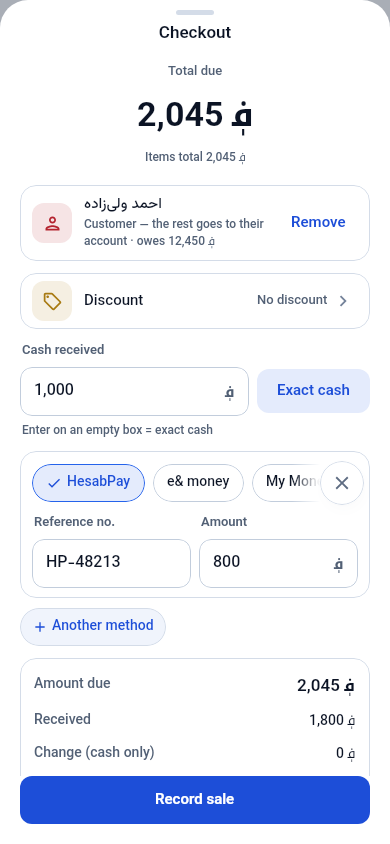 Checkout
Total due
2,045 ؋
Items total 2,045 ؋
احمد ولی‌زاده
Customer — the rest goes to their
account · owes 12,450 ؋
Remove
Discount
No discount
Cash received
1,000 ؋
Exact cash
Enter on an empty box = exact cash
HesabPay
e& money
My Mon
Reference no.
Amount
HP-48213
800 ؋
+ Another method
Amount due
2,045 ؋
Received
1,800 ؋
Change (cash only)
0 ؋
Record sale